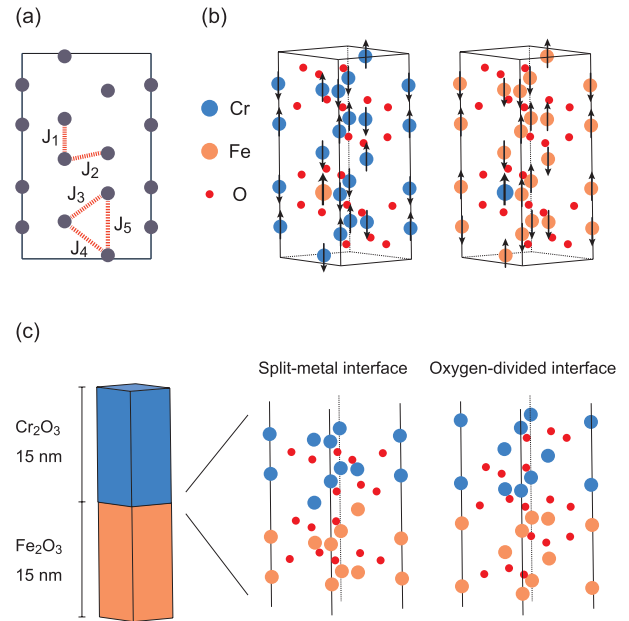 (a)
(b)
J1
J2
J3
J4
J5
Cr
Fe
O
(c)
Split-metal interface
Oxygen-divided interface
Cr2O3
15 nm
Fe2O3
15 nm